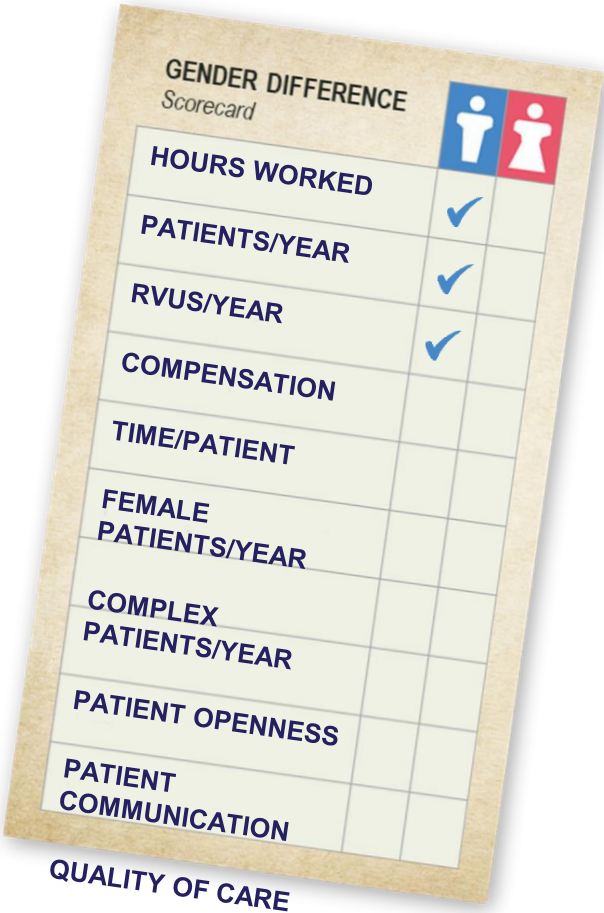 GENDER DIFFERENCE
Scorecard
HOURS WORKED
PATIENTS/YEAR
RVUS/YEAR
COMPENSATION
TIME/PATIENT
FEMALE
PATIENTS/YEAR
COMPLEX
PATIENTS/YEAR
PATIENT OPENNESS
PATIENT
COMMUNICATION
QUALITY OF CARE